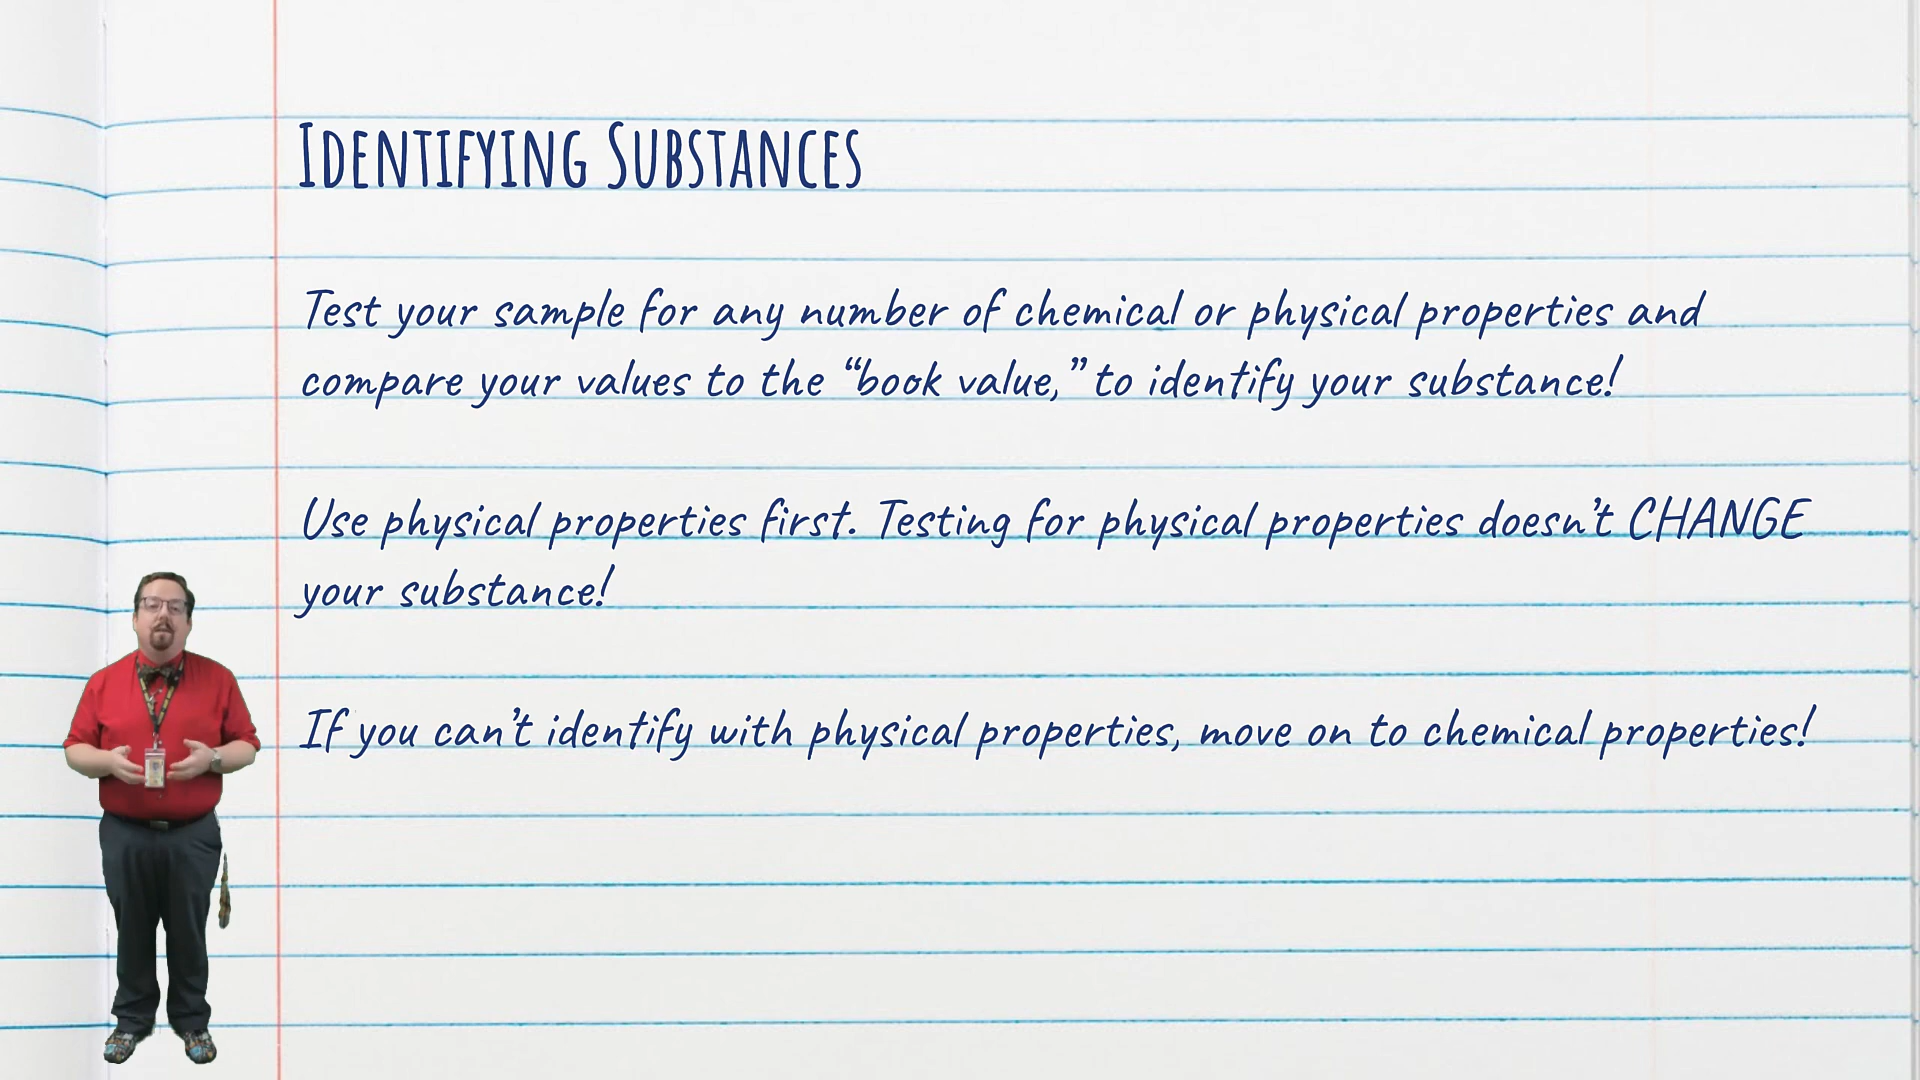 Identifying Substances
Test your sample for any number of chemical or physical properties and
compare your values to the “book value,” to identify your substance!
Use physical properties first. Testing for physical properties doesn’t CHANGE
your substance!
If you can’t identify with physical properties, move on to chemical properties!